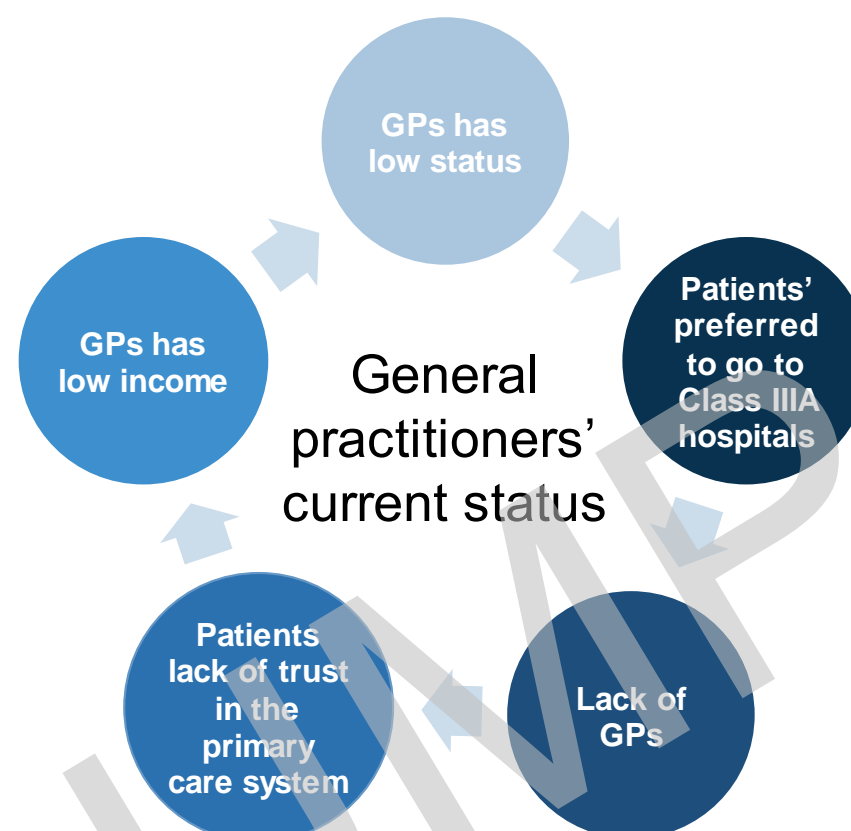 GPs has
low status
Patients'
preferred
to go to
Class IIIA
hospitals
Lack of
GPs
Patients
lack of trust
in the
primary
care system
GPs has
low income
General
practitioners'
current status